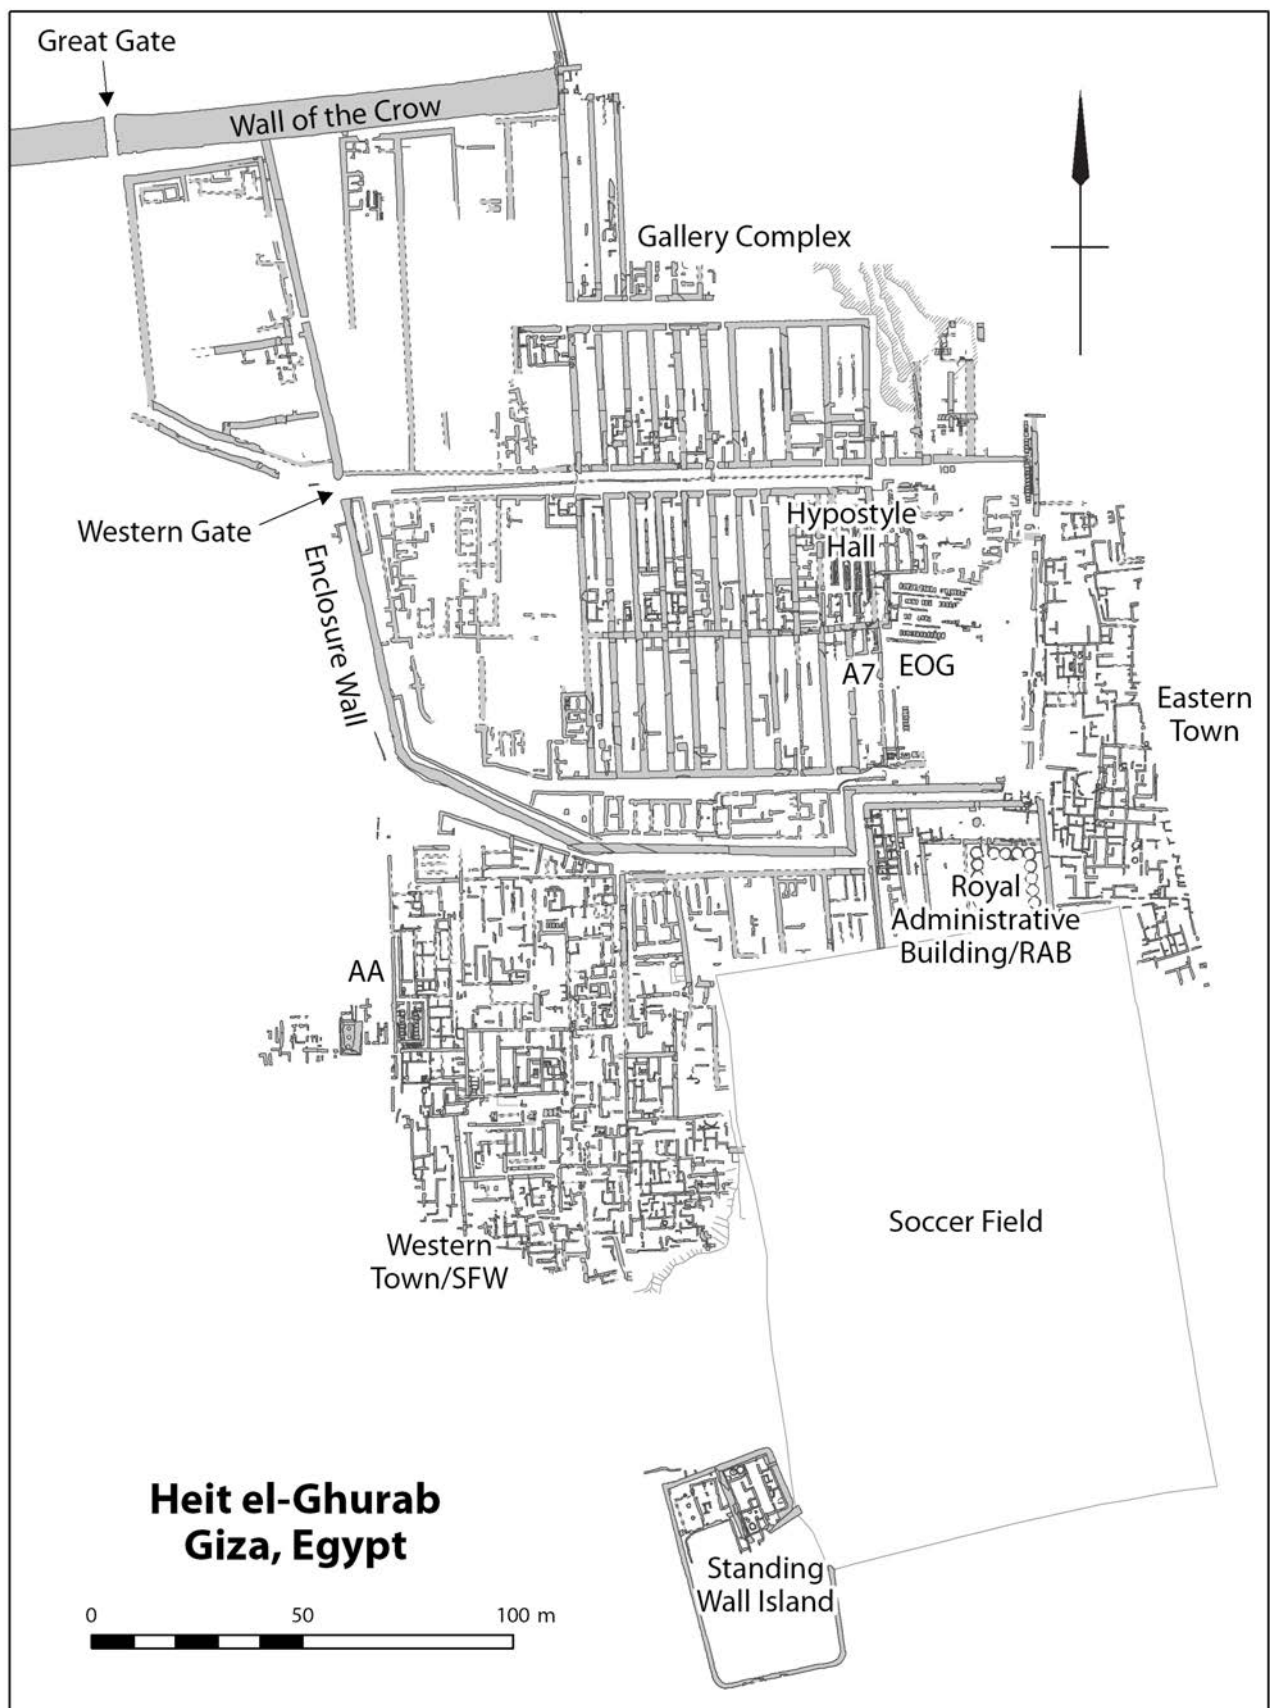 Great Gate
Wall of the Crow
Gallery Complex
Western Gate
Hypostyle
Hall
Enclosure Wall
A7
EOG
Eastern
Town
Royal
Administrative
Building/RAB
AA
Soccer Field
Western
Town/SFW
Heit el-Ghurab
Giza, Egypt
Standing
Wall Island
0 50 100 m